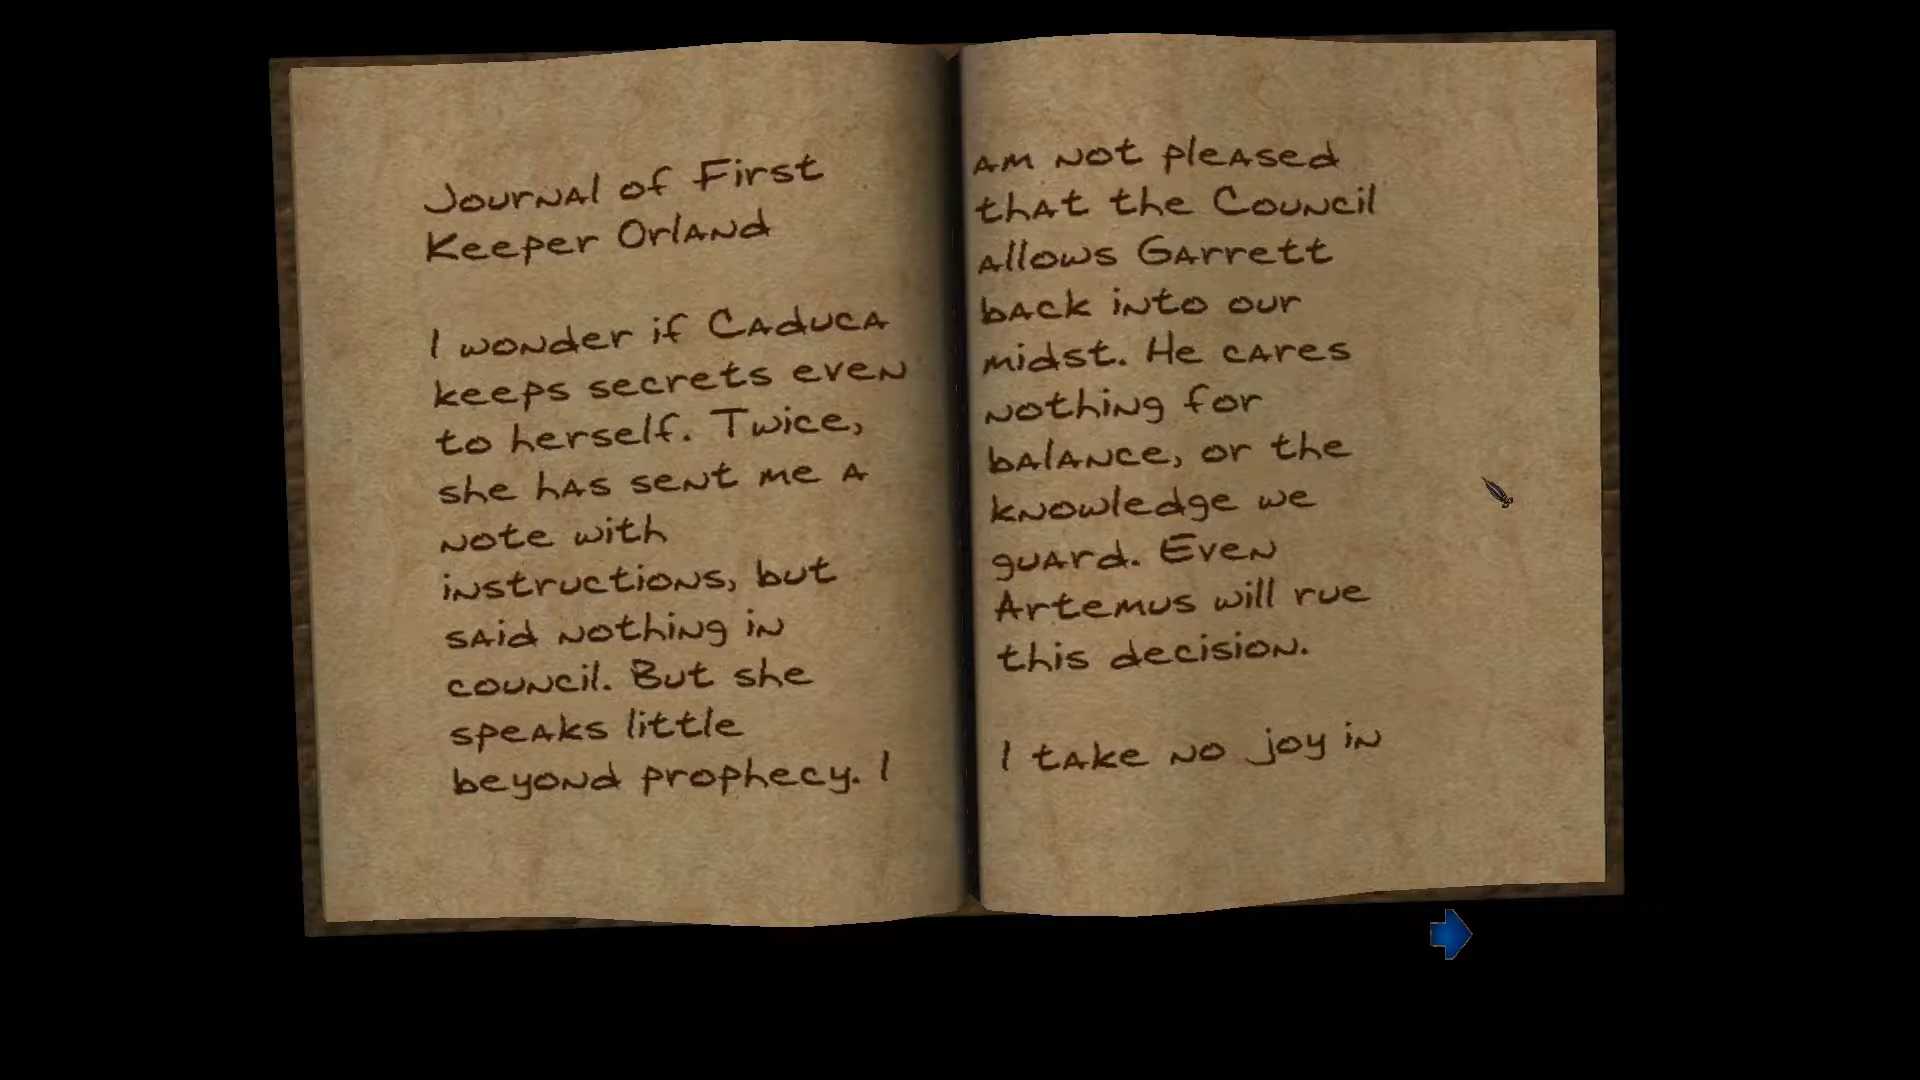 Journal of First
Keeper Orland
I wonder if Caduca
keeps secrets even
to herself. Twice,
she has sent me a
note with
instructions, but
said nothing in
council. But she
speaks little
beyond prophecy. I
am not pleased
that the Council
allows Garrett
back into our
midst. He cares
nothing for
balance, or the
knowledge we
guard. Even
Artemus will rue
this decision.
I take no joy in